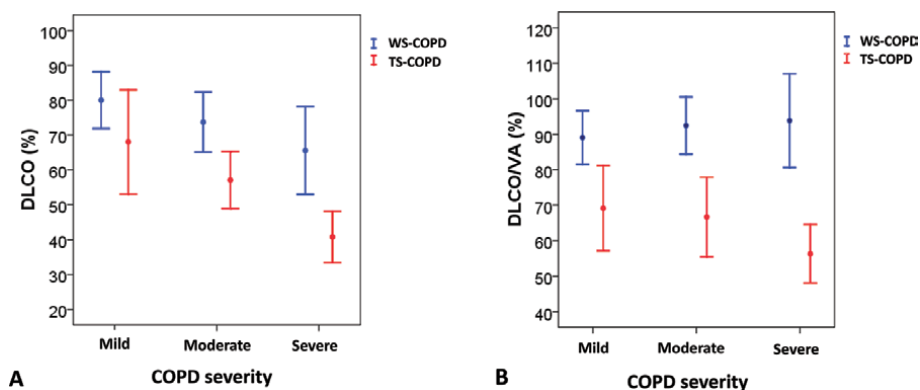 100
90
80
70
60
50
40
30
20
DLCO (%)
Mild
Moderate
Severe
COPD severity
A
WS-COPD
TS-COPD
120
110
100
90
80
70
60
50
40
DLCO/VA (%)
Mild
Moderate
Severe
COPD severity
B
WS-COPD
TS-COPD